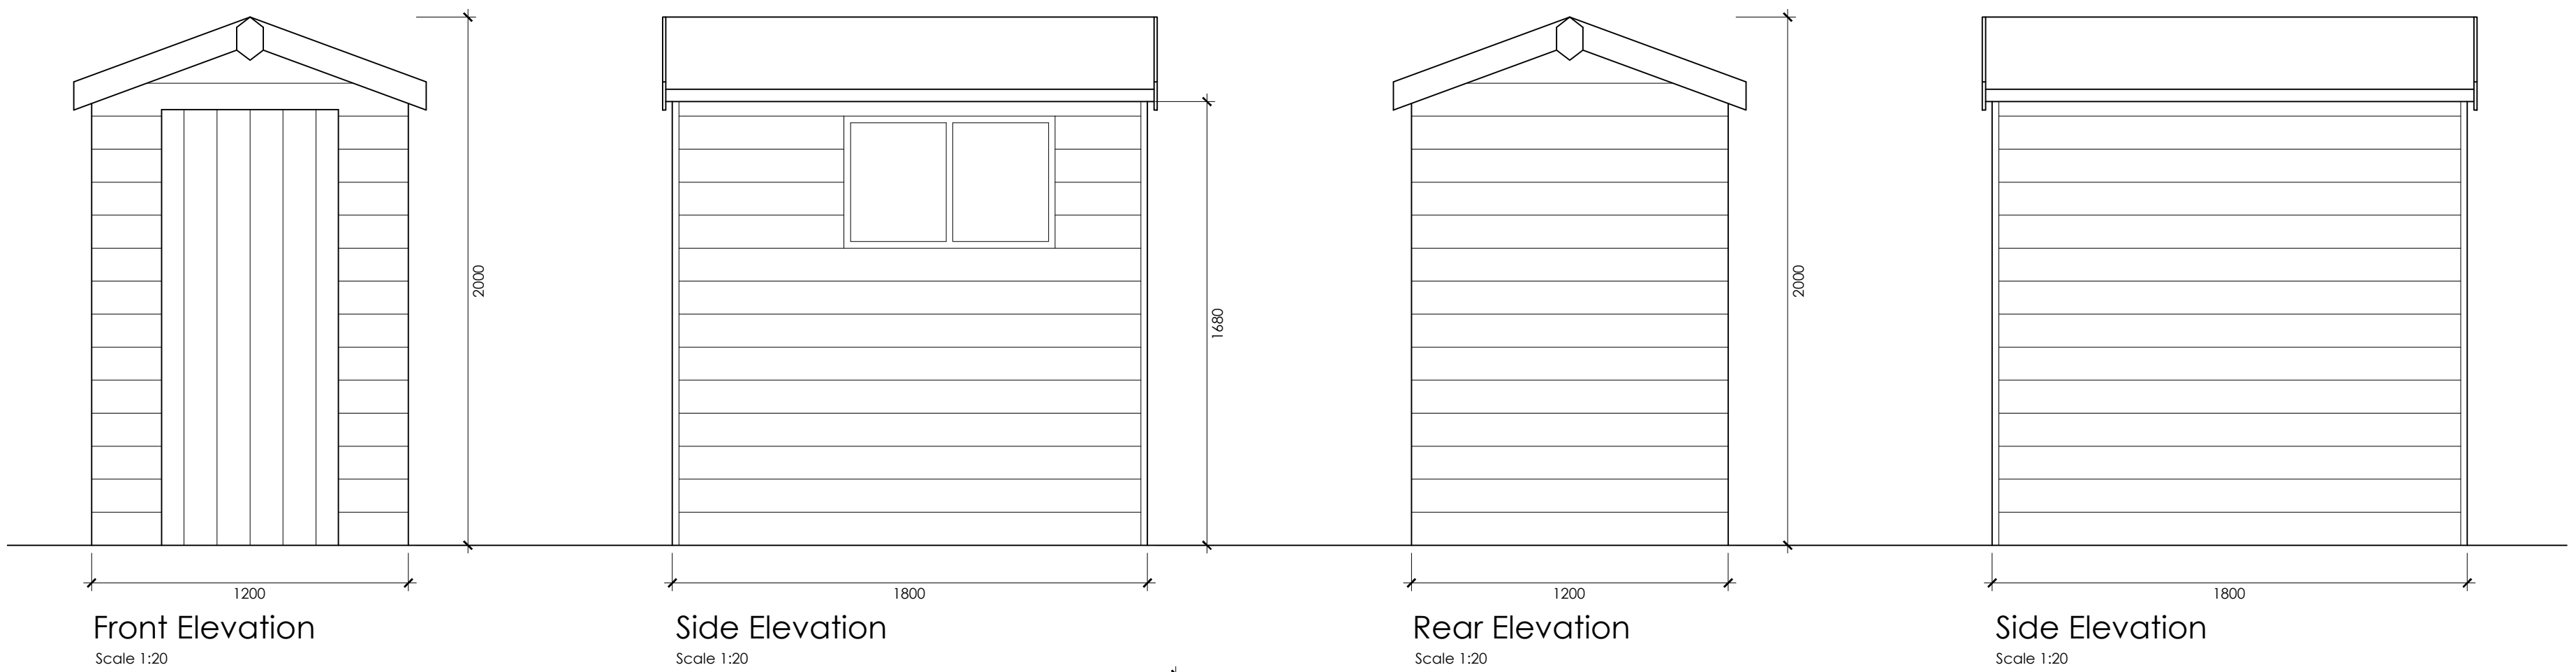 2000
1680
2000
1200
1800
1200
1800
Front Elevation
Scale 1:20
Side Elevation
Scale 1:20
Rear Elevation
Scale 1:20
Side Elevation
Scale 1:20